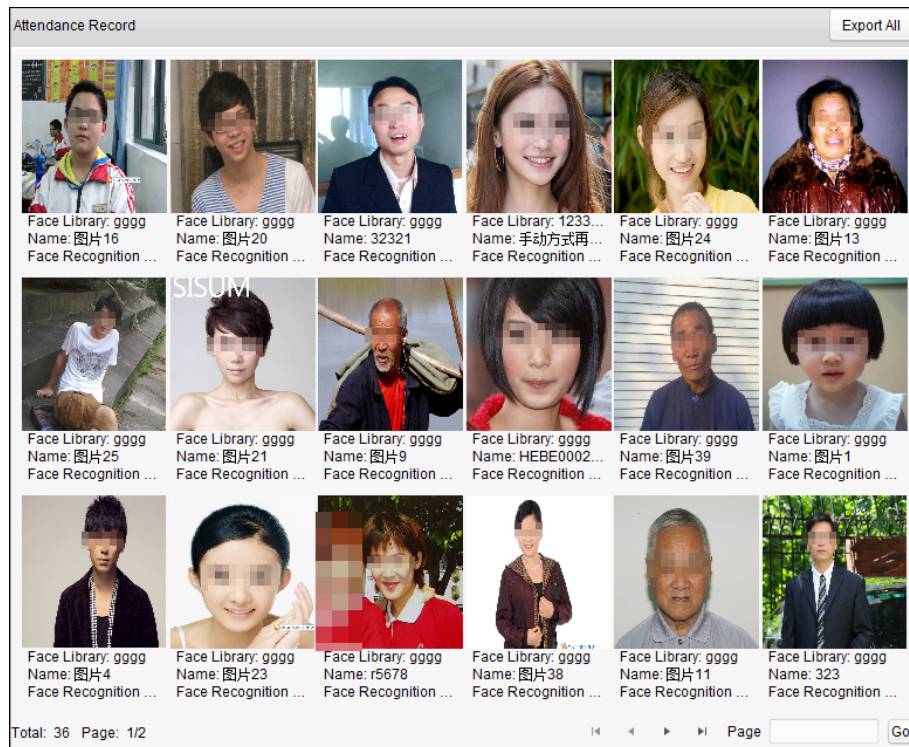 Attendance Record
Export All
Face Library: gggg
Name: 图片16
Face Recognition ...
Face Library: gggg
Name: 图片20
Face Recognition ...
Face Library: gggg
Name: 32321
Face Recognition ...
Face Library: 1233...
Name: 手动方式再...
Face Recognition ...
Face Library: gggg
Name: 图片24
Face Recognition ...
Face Library: gggg
Name: 图片13
Face Recognition ...
SISUM
Face Library: gggg
Name: 图片25
Face Recognition ...
Face Library: gggg
Name: 图片21
Face Recognition ...
Face Library: gggg
Name: 图片9
Face Recognition ...
Face Library: gggg
Name: HEBE0002...
Face Recognition ...
Face Library: gggg
Name: 图片39
Face Recognition ...
Face Library: gggg
Name: 图片1
Face Recognition ...
Face Library: gggg
Name: 图片4
Face Recognition ...
Face Library: gggg
Name: 图片23
Face Recognition ...
Face Library: gggg
Name: r5678
Face Recognition ...
Face Library: gggg
Name: 图片38
Face Recognition ...
Face Library: gggg
Name: 图片11
Face Recognition ...
Face Library: gggg
Name: 323
Face Recognition ...
Total: 36 Page: 1/2
Page
Go